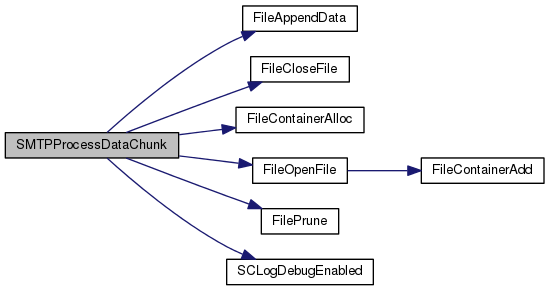 FileAppendData
FileCloseFile
FileContainerAlloc
SMTPProcessDataChunk
FileOpenFile
FileContainerAdd
FilePrune
SCLogDebugEnabled